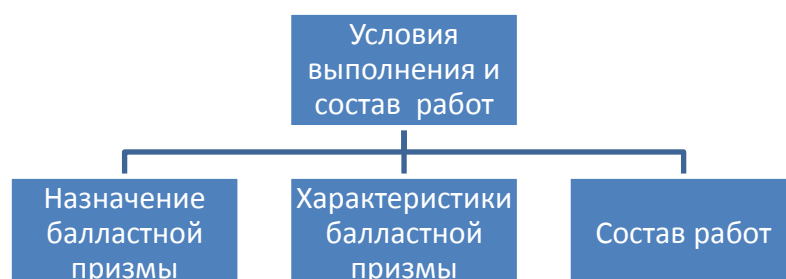 Условия
выполнения и
состав работ
Назначение
балластной
призмы
Характеристики
балластной
призмы
Состав работ